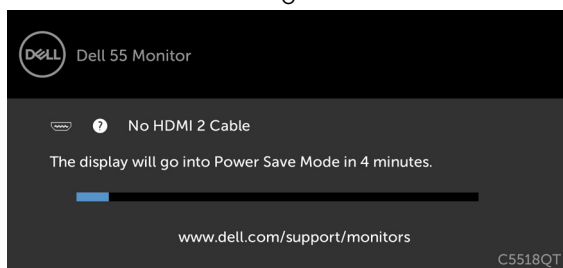 DELL
Dell 55 Monitor
? No HDMI 2 Cable
The display will go into Power Save Mode in 4 minutes.
www.dell.com/support/monitors
C5518QT